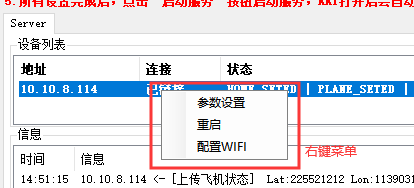 5.所有设置完成后，点击"启动服务"按钮启动服务，RKT打开后会自动
Server
设备列表
地址 连接 状态
10.10.8.114 已链接 HOME_SETED | PLANE_SETED |
参数设置
重启
配置WIFI
右键菜单
信息
时间 信息
14:51:15 10.10.8.114 <-[上传飞机状态] Lat:225521212 Lon:1139031